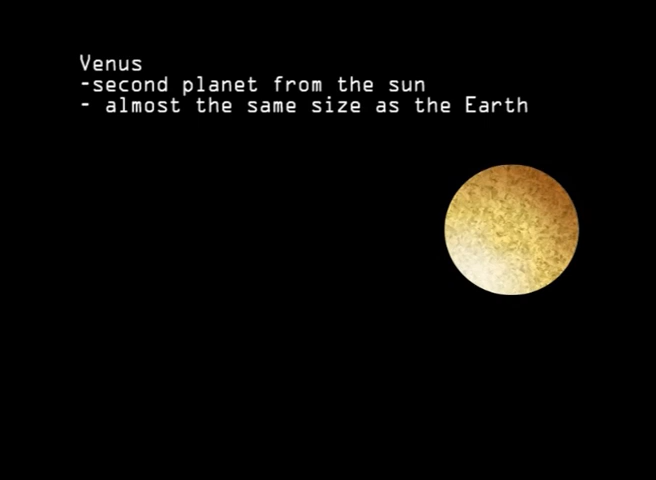 Venus
-second planet from the sun
- almost the same size as the Earth